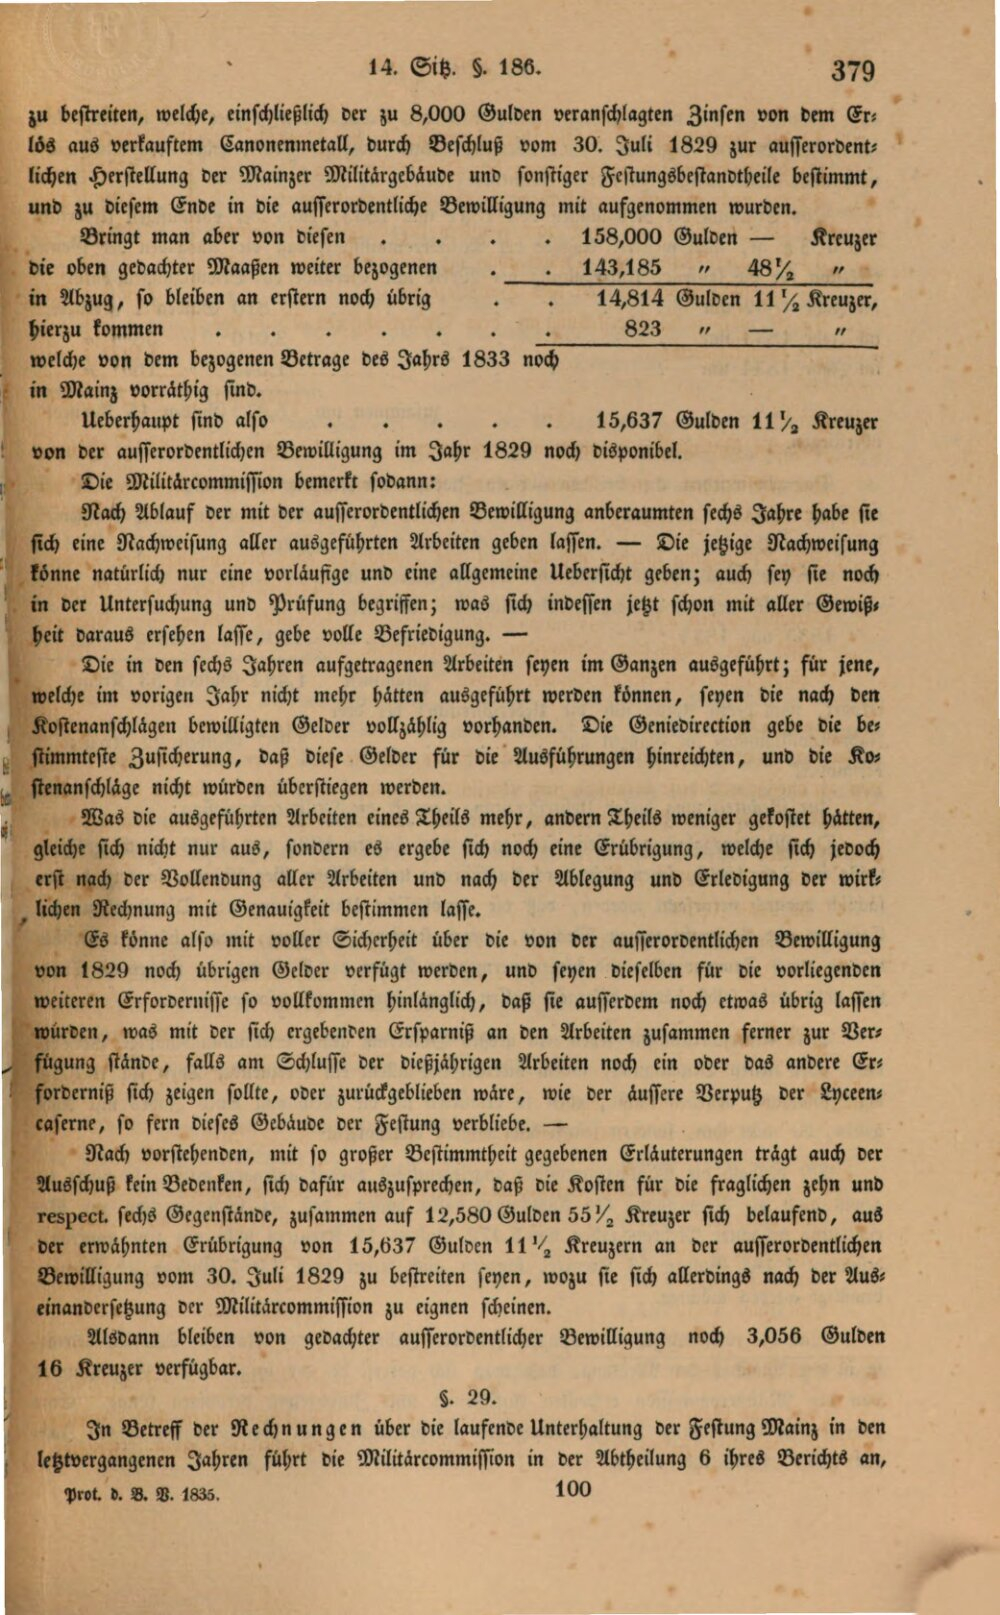 14. Sitz. §. 186. 379
zu bestreiten, welche, einschließlich der zu 8,000 Gulden veranschlagten Zinsen von dem Er-
lös aus verkauftem Canonenmetall, durch Beschluß vom 30. Juli 1829 zur ausserordent-
lichen Herstellung der Mainzer Militärgebäude und sonstiger Festungsbestandtheile bestimmt,
und zu diesem Ende in die ausserordentliche Bewilligung mit aufgenommen wurden.
Bringt man aber von diesen . . . . 158,000 Gulden — Kreuzer
die oben gedachter Maaßen weiter bezogenen . . 143,185 „ 48½ „
in Abzug, so bleiben an erstern noch übrig . . 14,814 Gulden 11½ Kreuzer,
hierzu kommen . . . . . . . 823 „ — „
welche von dem bezogenen Betrage des Jahrs 1833 noch
in Mainz vorräthig sind.
Ueberhaupt sind also . . . . . 15,637 Gulden 11½ Kreuzer
von der ausserordentlichen Bewilligung im Jahr 1829 noch disponibel.
Die Militärcommission bemerkt sodann:
Nach Ablauf der mit der ausserordentlichen Bewilligung anberaumten sechs Jahre habe sie
sich eine Nachweisung aller ausgeführten Arbeiten geben lassen. — Die jetzige Nachweisung
könne natürlich nur eine vorläufige und eine allgemeine Uebersicht geben; auch sey sie noch
in der Untersuchung und Prüfung begriffen; was sich indessen jetzt schon mit aller Gewiß-
heit daraus ersehen lasse, gebe volle Befriedigung. —
Die in den sechs Jahren aufgetragenen Arbeiten seyen im Ganzen ausgeführt; für jene,
welche im vorigen Jahr nicht mehr hätten ausgeführt werden können, seyen die nach den
Kostenanschlägen bewilligten Gelder vollzählig vorhanden. Die Geniedirection gebe die be-
stimmteste Zusicherung, daß diese Gelder für die Ausführungen hinreichten, und die Ko-
stenanschläge nicht würden überstiegen werden.
Was die ausgeführten Arbeiten eines Theils mehr, andern Theils weniger gekostet hätten,
gleiche sich nicht nur aus, sondern es ergebe sich noch eine Erübrigung, welche sich jedoch
erst nach der Vollendung aller Arbeiten und nach der Ablegung und Erledigung der wirk-
lichen Rechnung mit Genauigkeit bestimmen lasse.
Es könne also mit voller Sicherheit über die von der ausserordentlichen Bewilligung
von 1829 noch übrigen Gelder verfügt werden, und seyen dieselben für die vorliegenden
weiteren Erfordernisse so vollkommen hinlänglich, daß sie ausserdem noch etwas übrig lassen
würden, was mit der sich ergebenden Ersparniß an den Arbeiten zusammen ferner zur Ver-
fügung stände, falls am Schlusse der dießjährigen Arbeiten noch ein oder das andere Er-
forderniß sich zeigen sollte, oder zurückgeblieben wäre, wie der äussere Verputz der Lyceen-
caserne, so fern dieses Gebäude der Festung verbliebe. —
Nach vorstehenden, mit so großer Bestimmtheit gegebenen Erläuterungen trägt auch der
Ausschuß kein Bedenken, sich dafür auszusprechen, daß die Kosten für die fraglichen zehn und
respect. sechs Gegenstände, zusammen auf 12,580 Gulden 55½ Kreuzer sich belaufend, aus
der erwähnten Erübrigung von 15,637 Gulden 11½ Kreuzern an der ausserordentlichen
Bewilligung vom 30. Juli 1829 zu bestreiten seyen, wozu sie sich allerdings nach der Aus-
einandersetzung der Militärcommission zu eignen scheinen.
Alsdann bleiben von gedachter ausserordentlicher Bewilligung noch 3,056 Gulden
16 Kreuzer verfügbar.
§. 29.
In Betreff der Rechnungen über die laufende Unterhaltung der Festung Mainz in den
letztvergangenen Jahren führt die Militärcommission in der Abtheilung 6 ihres Berichts an,
Prot. d. B. V. 1835. 100